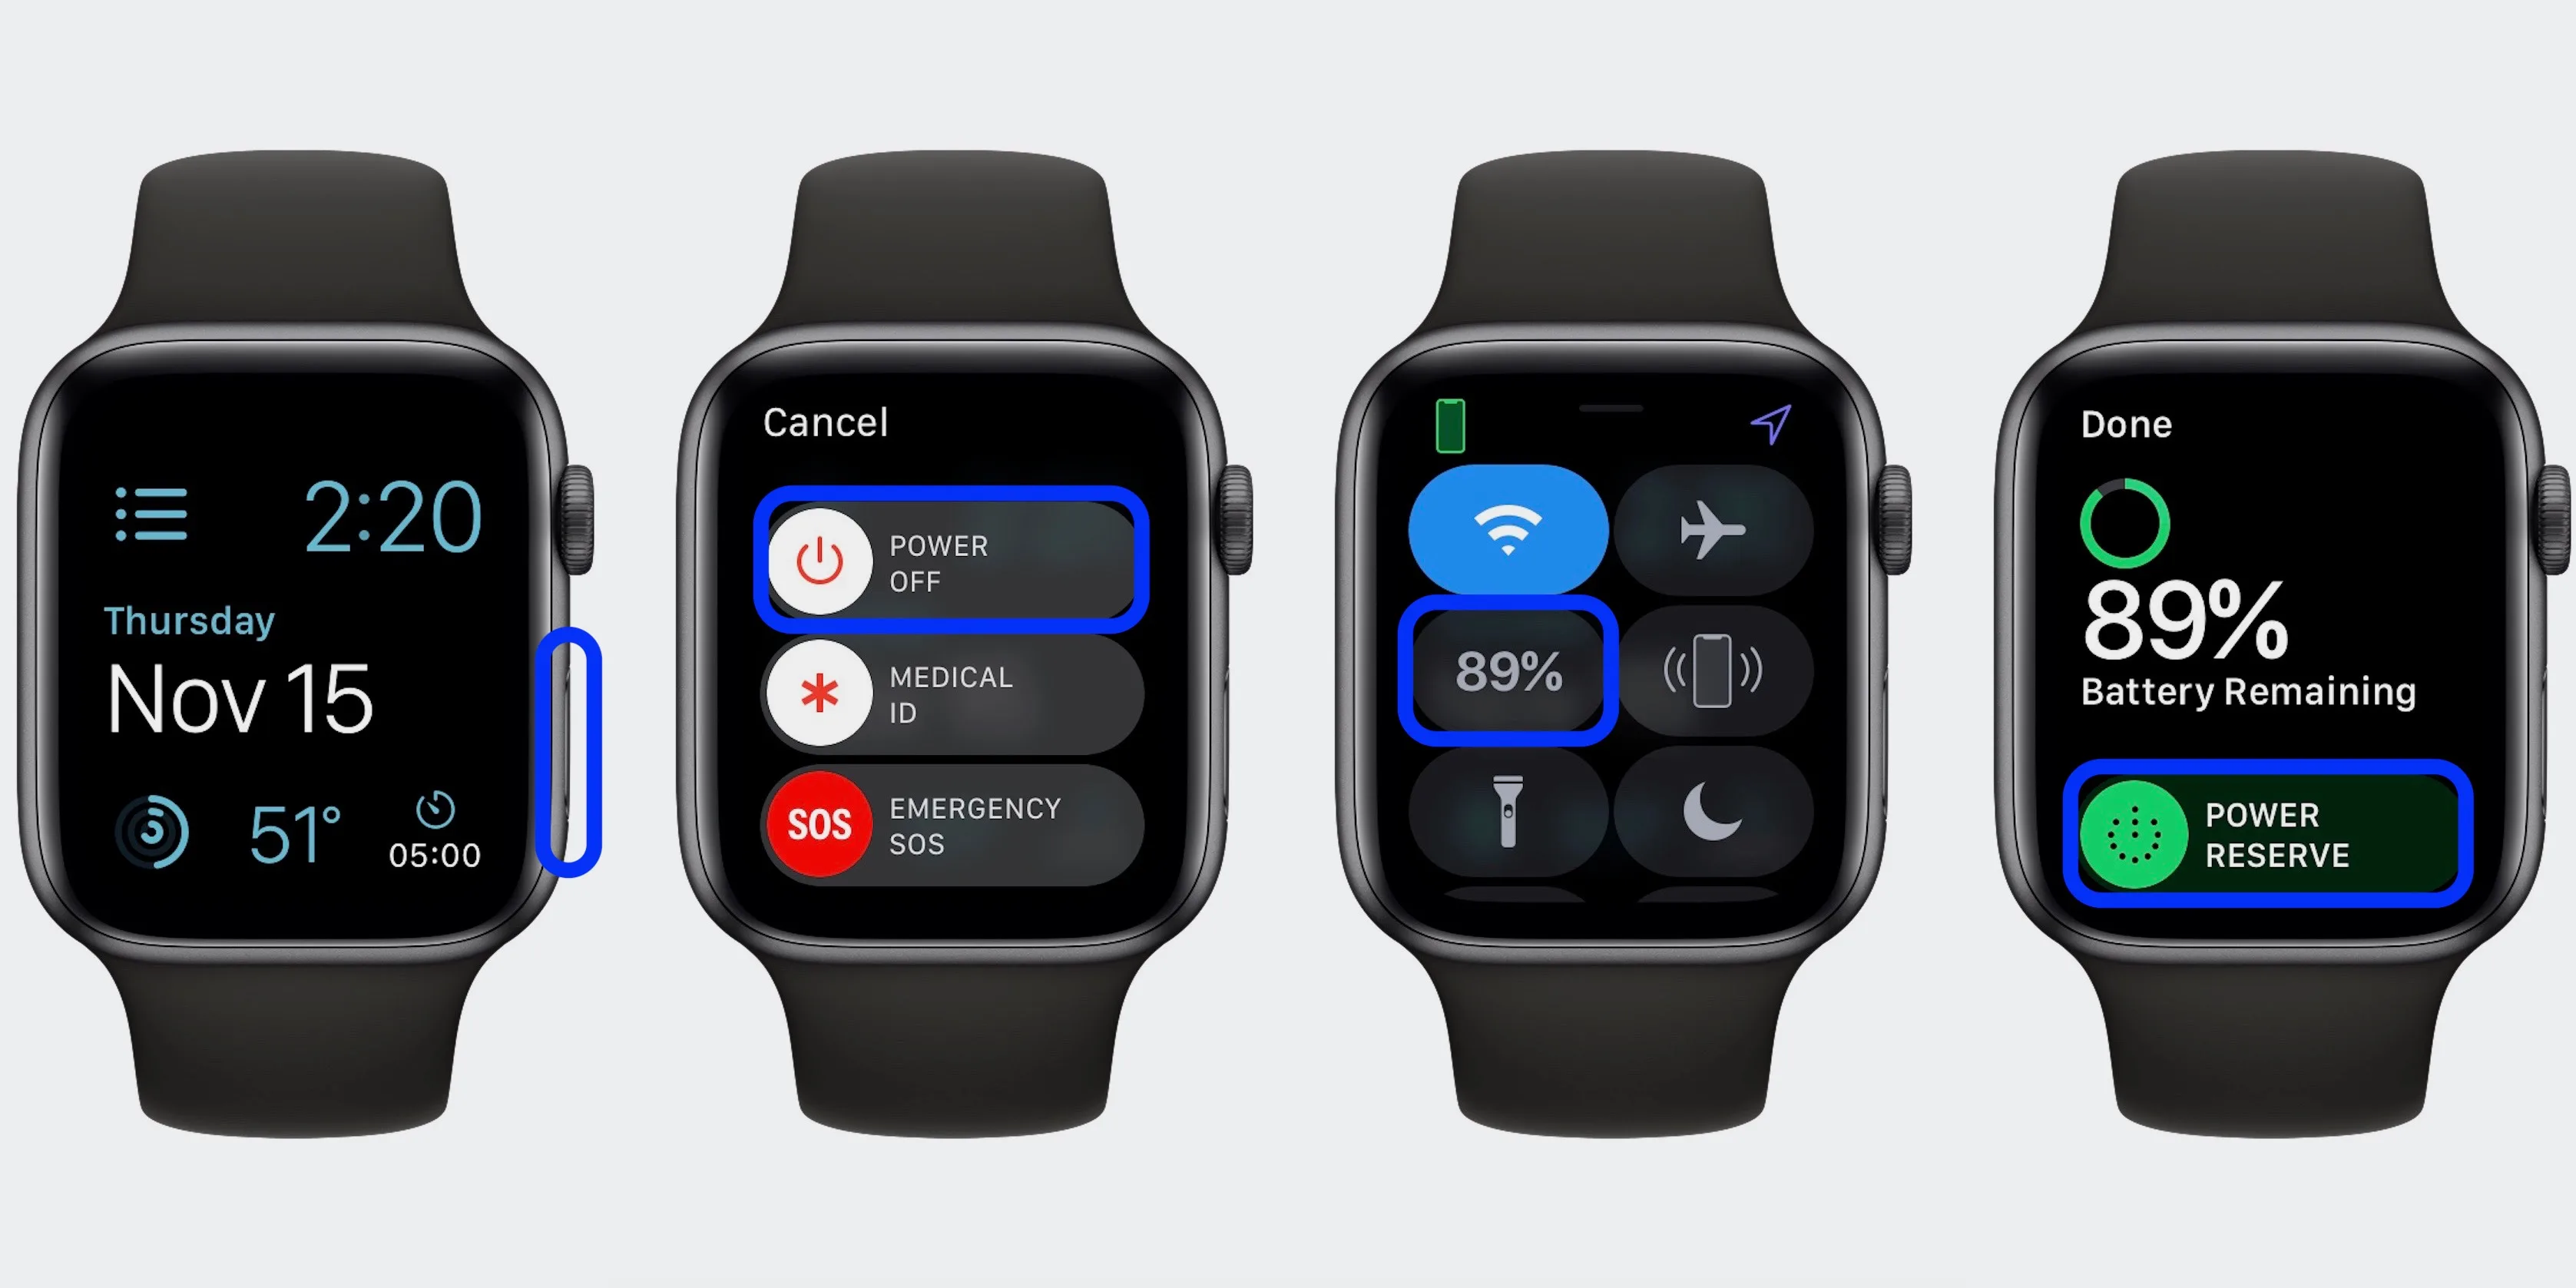 2:20
Thursday
Nov 15
51°
05:00
Cancel
POWER
OFF
MEDICAL
ID
SOS
EMERGENCY
SOS
89%
Done
89%
Battery Remaining
POWER
RESERVE